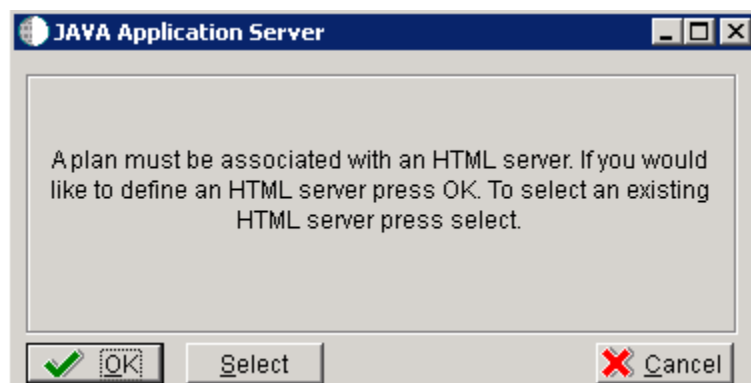 JAVA Application Server
A plan must be associated with an HTML server. If you would
like to define an HTML server press OK. To select an existing
HTML server press select.
OK
Select
Cancel